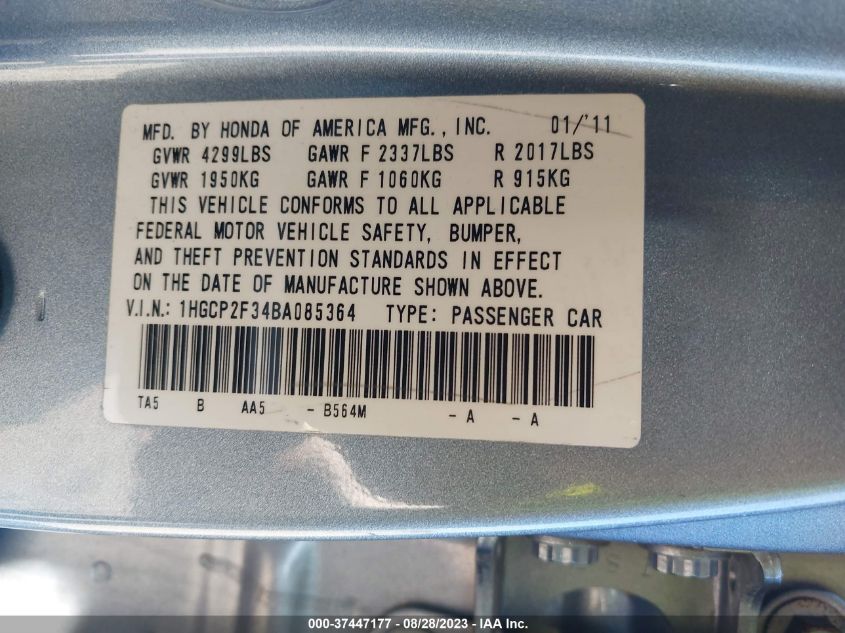 MFD. BY HONDA OF AMERICA MFG., INC. 01/'11
GVWR 4299LBS GAWR F 2337LBS R 2017LBS
GVWR 1950KG GAWR F 1060KG R 915KG
THIS VEHICLE CONFORMS TO ALL APPLICABLE
FEDERAL MOTOR VEHICLE SAFETY, BUMPER,
AND THEFT PREVENTION STANDARDS IN EFFECT
ON THE DATE OF MANUFACTURE SHOWN ABOVE.
V.I.N.: 1HGCP2F34BA085364 TYPE: PASSENGER CAR
TA5 B AA5 - B564M - A - A
000-37447177 - 08/28/2023 - IAA Inc.